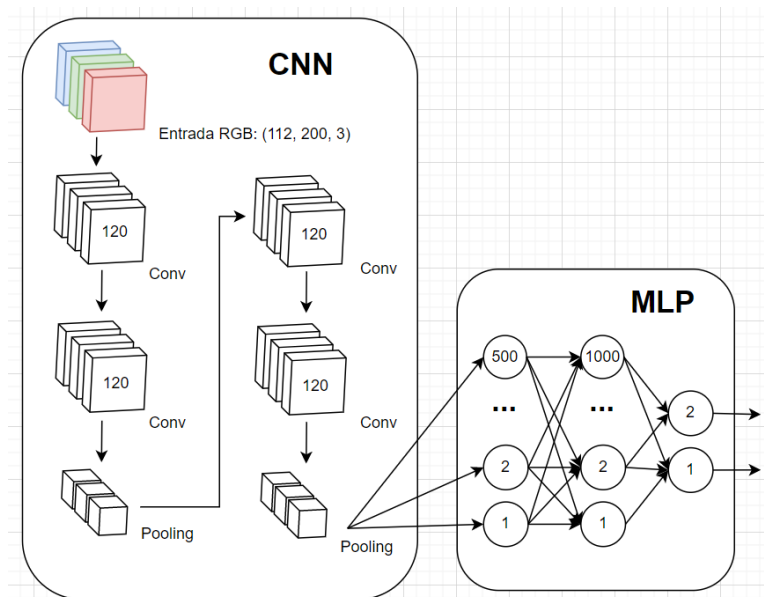 CNN
Entrada RGB: (112, 200, 3)
120
Conv
120
Conv
Pooling
120
Conv
120
Conv
Pooling
MLP
500
...
2
1
1000
...
2
1
2
1